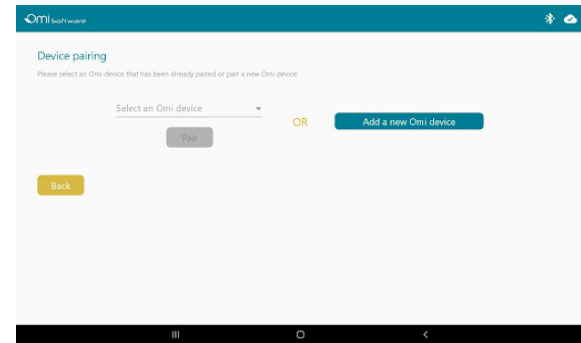 Omi Software
Device pairing
Please select an Omi device that has been already paired or pair a new Omi device.
Select an Omi device
OR
Add a new Omi device
Pair
Back